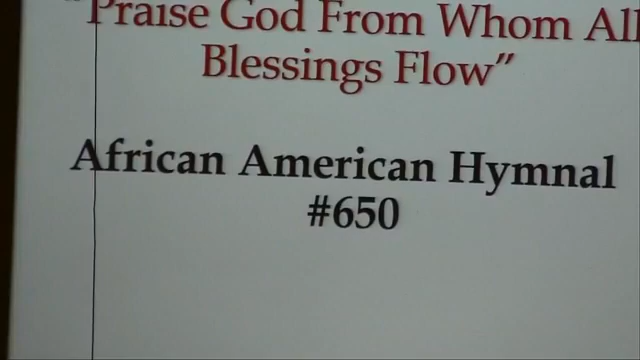 "Praise God From Whom All
Blessings Flow"
African American Hymnal
#650